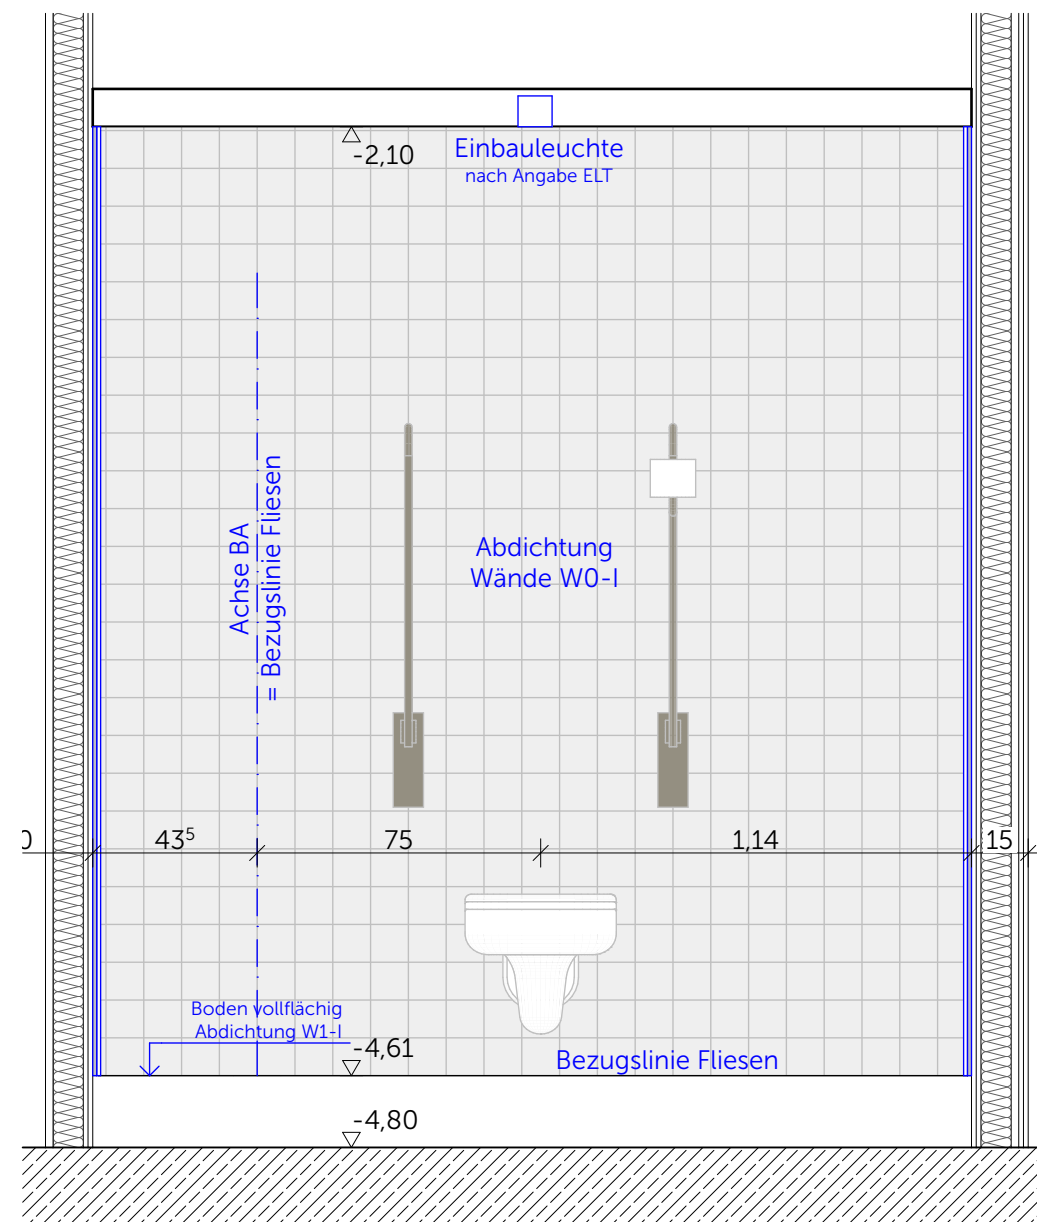 -2,10
Einbauleuchte
nach Angabe ELT
Achse BA
= Bezugslinie Fliesen
Abdichtung
Wände W0-I
0
43⁵
75
1,14
15
Boden vollflächig
Abdichtung W1-I
-4,61
Bezugslinie Fliesen
-4,80